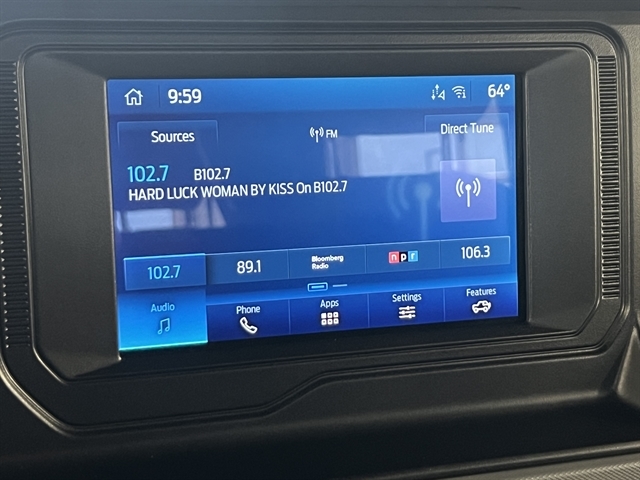 9:59
64°
Sources
FM
Direct Tune
102.7 B102.7
HARD LUCK WOMAN BY KISS On B102.7
102.7
89.1
Bloomberg
Radio
npr
106.3
Audio
Phone
Apps
Settings
Features